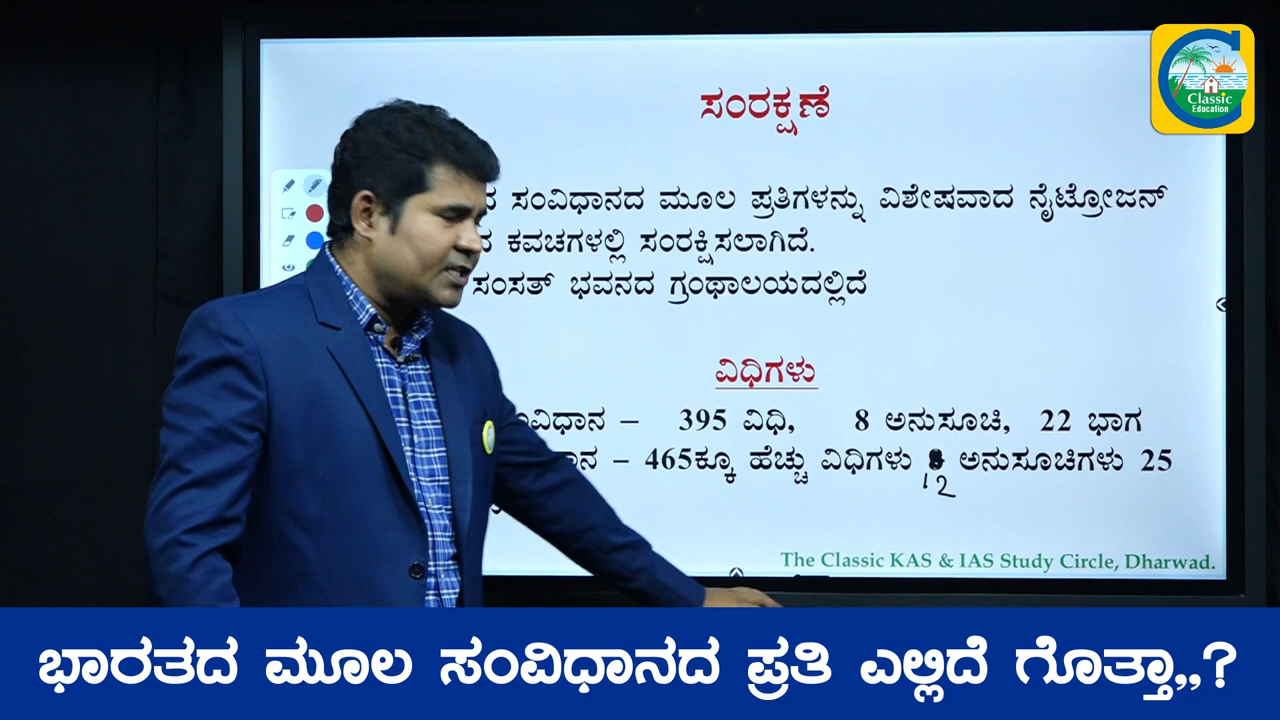 Classic
Education
ಸಂರಕ್ಷಣೆ
ಸಂವಿಧಾನದ ಮೂಲ ಪ್ರತಿಗಳನ್ನು ವಿಶೇಷವಾದ ನೈಟ್ರೋಜನ್
ಕವಚಗಳಲ್ಲಿ ಸಂರಕ್ಷಿಸಲಾಗಿದೆ.
ಸಂಸತ್ ಭವನದ ಗ್ರಂಥಾಲಯದಲ್ಲಿದೆ
ವಿಧಿಗಳು
– 395 ವಿಧಿ, 8 ಅನುಸೂಚಿ, 22 ಭಾಗ
– 465ಕ್ಕೂ ಹೆಚ್ಚು ವಿಧಿಗಳು ಅನುಸೂಚಿಗಳು 25
12
The Classic KAS & IAS Study Circle, Dharwad.
ಭಾರತದ ಮೂಲ ಸಂವಿಧಾನದ ಪ್ರತಿ ಎಲ್ಲಿದೆ ಗೊತ್ತಾ,,?